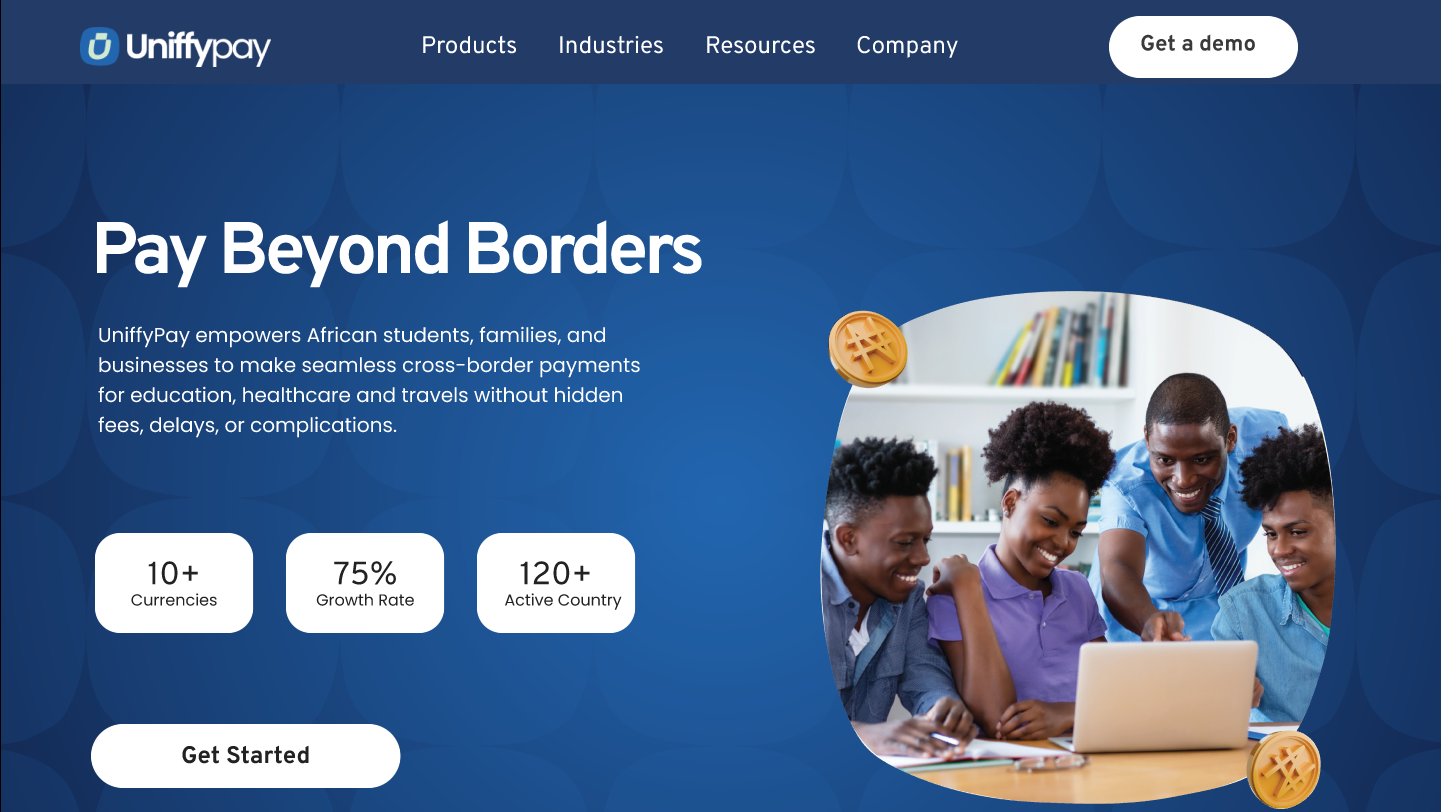 Uniffypay
Products
Industries
Resources
Company
Get a demo
Pay Beyond Borders
UniffyPay empowers African students, families, and
businesses to make seamless cross-border payments
for education, healthcare and travels without hidden
fees, delays, or complications.
10+
Currencies
75%
Growth Rate
120+
Active Country
Get Started